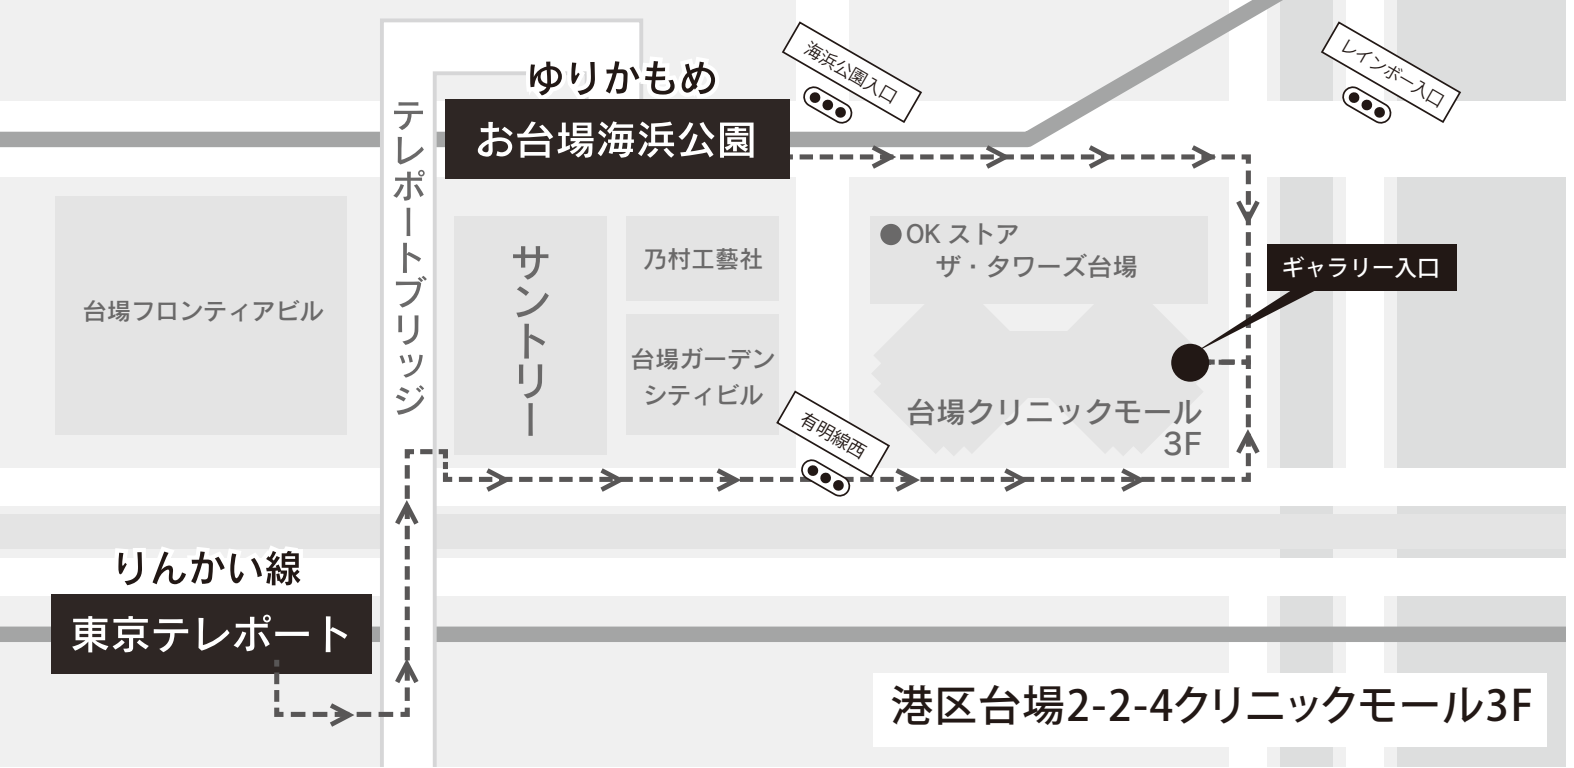 ゆりかもめ
お台場海浜公園
海浜公園入口
レインボー入口
テレポートブリッジ
サントリー
乃村工藝社
●OK ストア
ザ・タワーズ台場
ギャラリー入口
台場フロンティアビル
台場ガーデン
シティビル
台場クリニックモール
3F
有明線西
りんかい線
東京テレポート
港区台場2-2-4クリニックモール3F